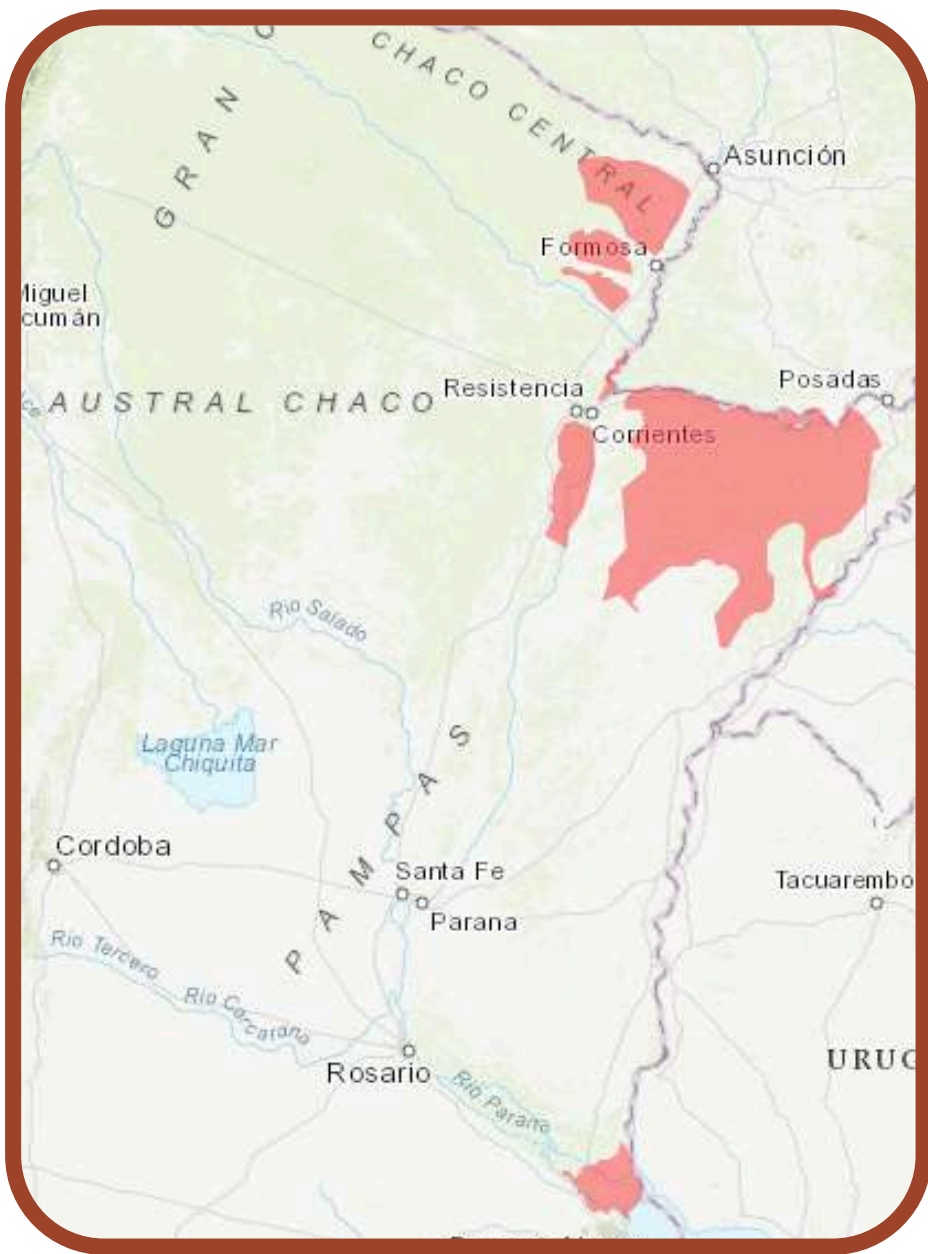 GRAN C
CHACO CENTRAL
Asunción
Formosa
Miguel
cumán
AUSTRAL CHACO
Resistencia
Posadas
Corrientes
Rio Salado
Laguna Mar
Chiquita
PAMPAS
Cordoba
Santa Fe
Parana
Tacuarembo
Rio Tercero
Rio Carcarana
Rosario
Rio Parana
URUG